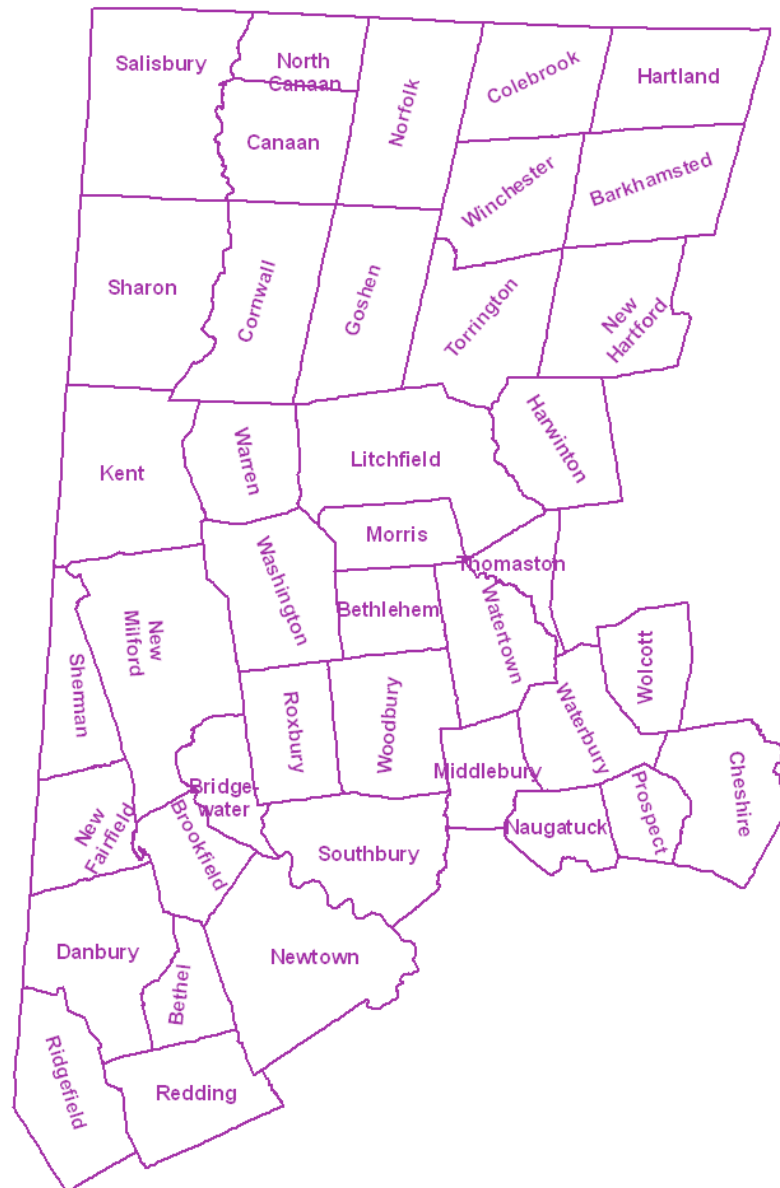 Salisbury
North
Canaan
Norfolk
Colebrook
Hartland
Canaan
Winchester
Barkhamsted
Sharon
Cornwall
Goshen
Torrington
New
Hartford
Kent
Warren
Litchfield
Harwinton
Morris
Washington
Thomaston
Bethlehem
Watertown
New
Milford
Sherman
Wolcott
Roxbury
Woodbury
Waterbury
Middlebury
Bridge
water
Cheshire
Prospect
New
Fairfield
Brookfield
Naugatuck
Southbury
Danbury
Newtown
Bethel
Ridgefield
Redding